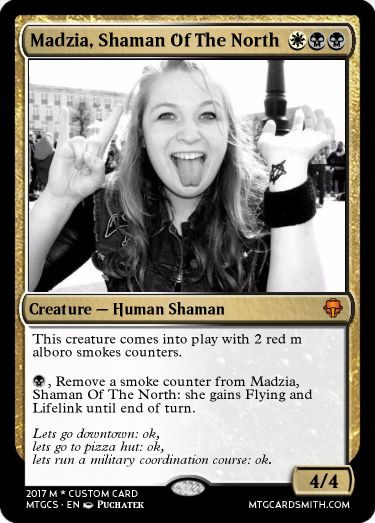 Madzia, Shaman Of The North
Creature — Human Shaman
This creature comes into play with 2 red m
alboro smokes counters.
, Remove a smoke counter from Madzia,
Shaman Of The North: she gains Flying and
Lifelink until end of turn.
Lets go downtown: ok,
lets go to pizza hut: ok,
lets run a military coordination course: ok.
4/4
2017 M * CUSTOM CARD
MTGCS · EN PUCHATEK
MTGCARDSMITH.COM